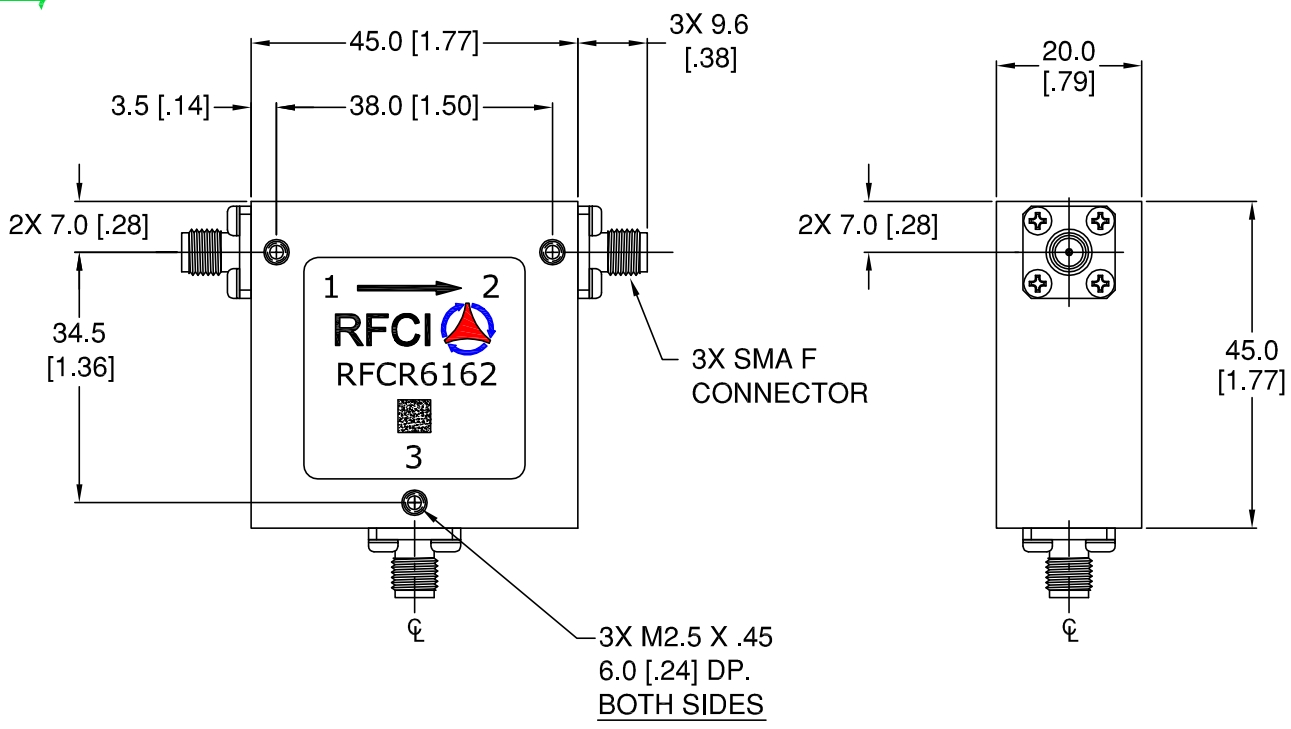 45.0 [1.77]
3X 9.6
[.38]
3.5 [.14]
38.0 [1.50]
2X 7.0 [.28]
34.5
[1.36]
1 2
RFCI
RFCR6162
3
3X SMA F
CONNECTOR
℄
3X M2.5 X .45
6.0 [.24] DP.
BOTH SIDES
20.0
[.79]
2X 7.0 [.28]
45.0
[1.77]
℄